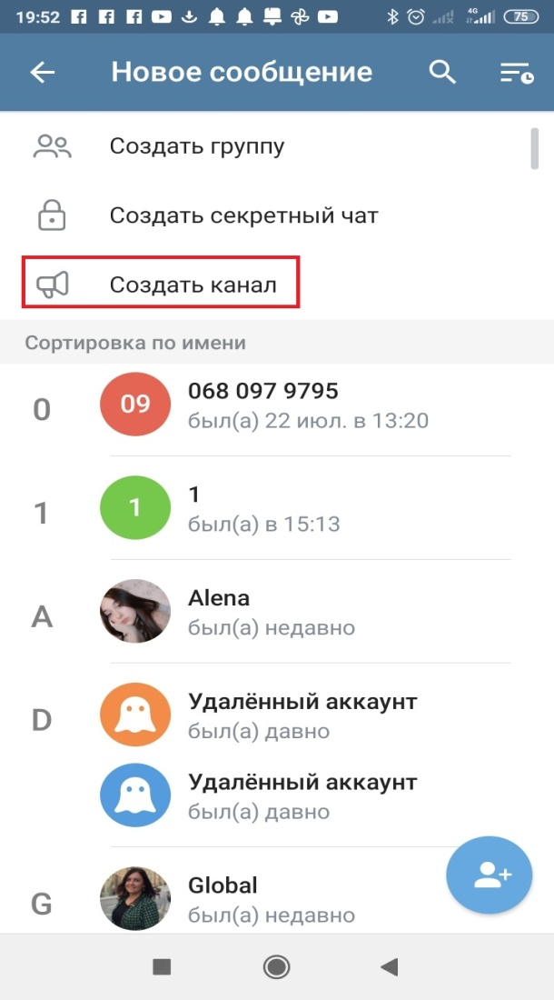 19:52 4G 75
Новое сообщение
Создать группу
Создать секретный чат
Создать канал
Сортировка по имени
0
09
068 097 9795
был(а) 22 июл. в 13:20
1
1
1
был(а) в 15:13
A
Alena
был(а) недавно
D
Удалённый аккаунт
был(а) давно
Удалённый аккаунт
был(а) давно
G
Global
был(а) недавно